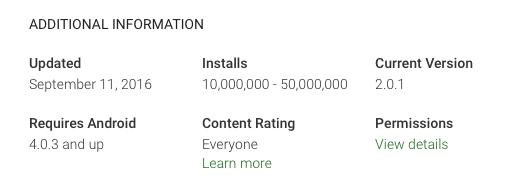 ADDITIONAL INFORMATION
Updated Installs Current Version
September 11, 2016 10,000,000 - 50,000,000 2.0.1
Requires Android Content Rating Permissions
4.0.3 and up Everyone View details
Learn more